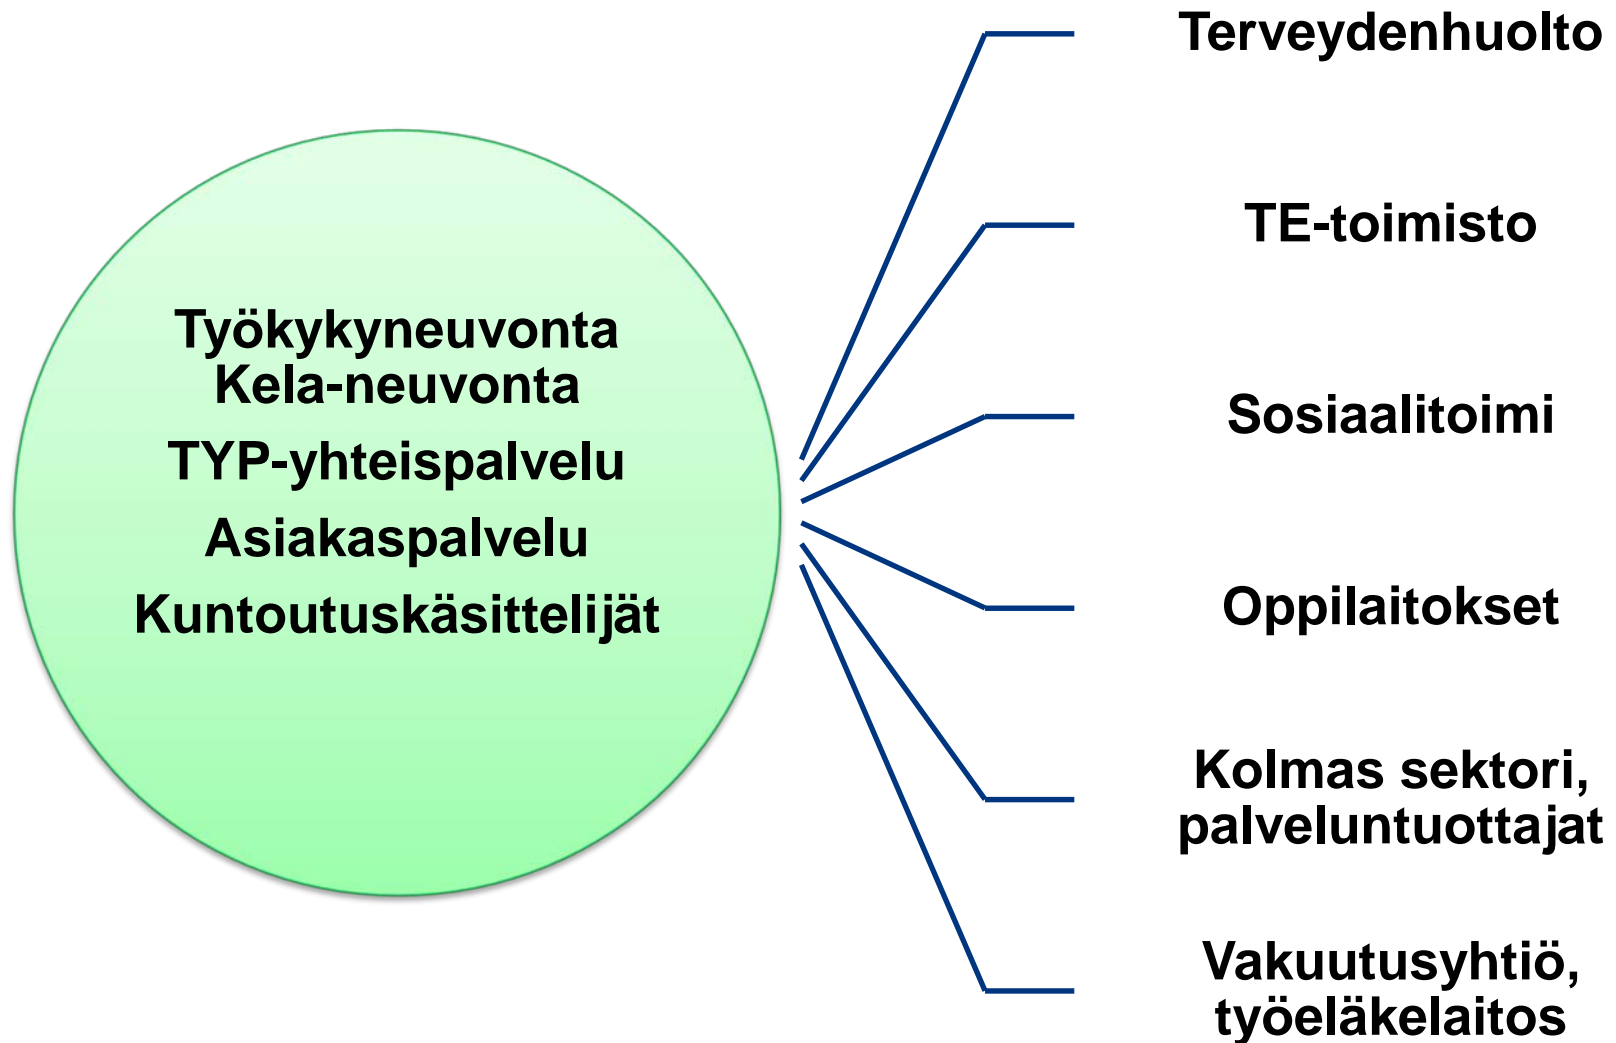 Työkykyneuvonta
Kela-neuvonta
TYP-yhteispalvelu
Asiakaspalvelu
Kuntoutuskäsittelijät
Terveydenhuolto
TE-toimisto
Sosiaalitoimi
Oppilaitokset
Kolmas sektori,
palveluntuottajat
Vakuutusyhtiö,
työeläkelaitos